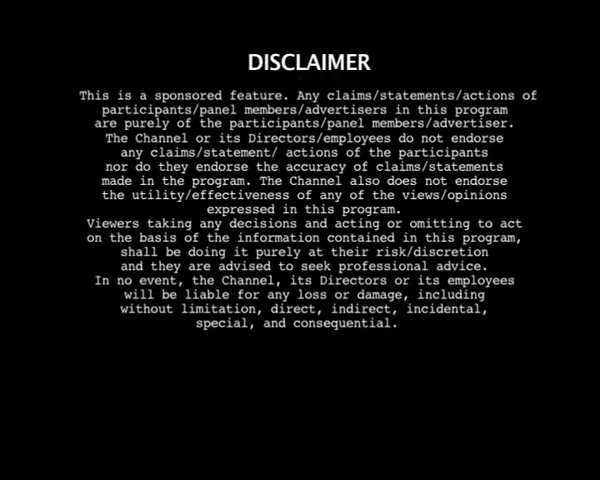 DISCLAIMER
This is a sponsored feature. Any claims/statements/actions of
participants/panel members/advertisers in this program
are purely of the participants/panel members/advertiser.
The Channel or its Directors/employees do not endorse
any claims/statement/ actions of the participants
nor do they endorse the accuracy of claims/statements
made in the program. The Channel also does not endorse
the utility/effectiveness of any of the views/opinions
expressed in this program.
Viewers taking any decisions and acting or omitting to act
on the basis of the information contained in this program,
shall be doing it purely at their risk/discretion
and they are advised to seek professional advice.
In no event, the Channel, its Directors or its employees
will be liable for any loss or damage, including
without limitation, direct, indirect, incidental,
special, and consequential.